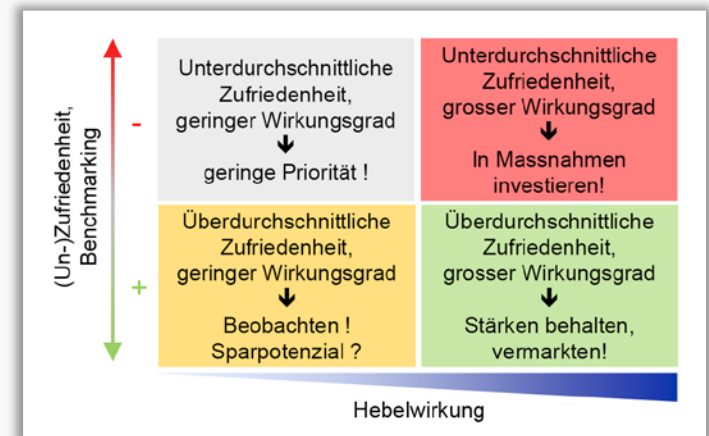 (Un-)Zufriedenheit,
Benchmarking
-
+
Unterdurchschnittliche
Zufriedenheit,
geringer Wirkungsgrad
geringe Priorität !
Unterdurchschnittliche
Zufriedenheit,
grosser Wirkungsgrad
In Massnahmen
investieren!
Überdurchschnittliche
Zufriedenheit,
geringer Wirkungsgrad
Beobachten !
Sparpotenzial ?
Überdurchschnittliche
Zufriedenheit,
grosser Wirkungsgrad
Stärken behalten,
vermarkten!
Hebelwirkung